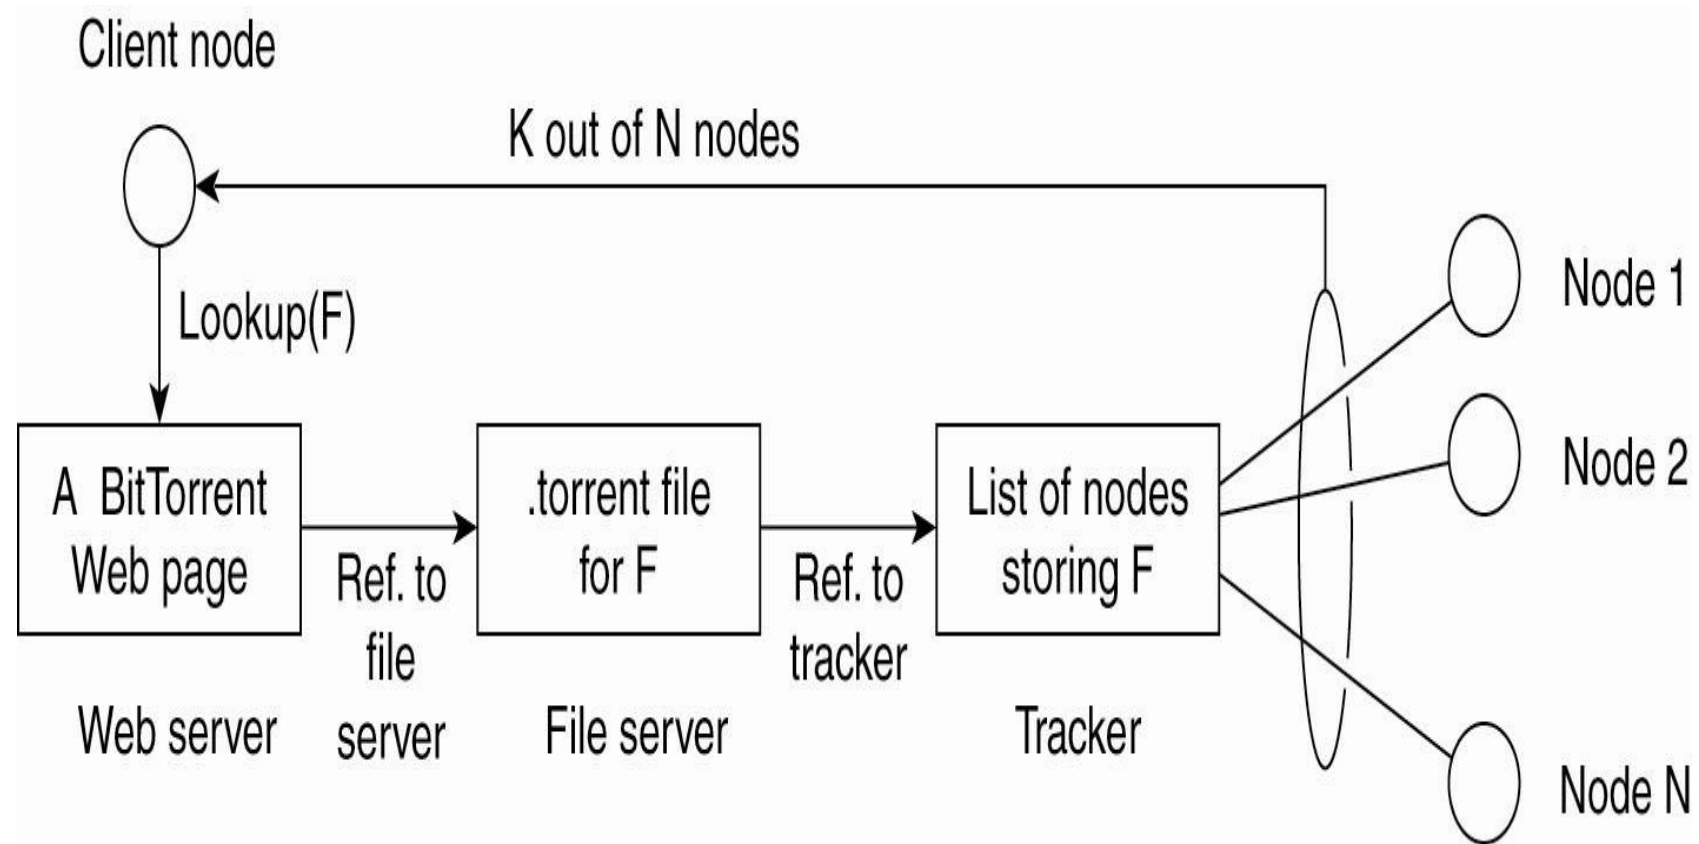 Client node
K out of N nodes
Lookup(F)
Node 1
Node 2
A BitTorrent
Web page
Ref. to
file
server
.torrent file
for F
Ref. to
tracker
List of nodes
storing F
Web server
File server
Tracker
Node N